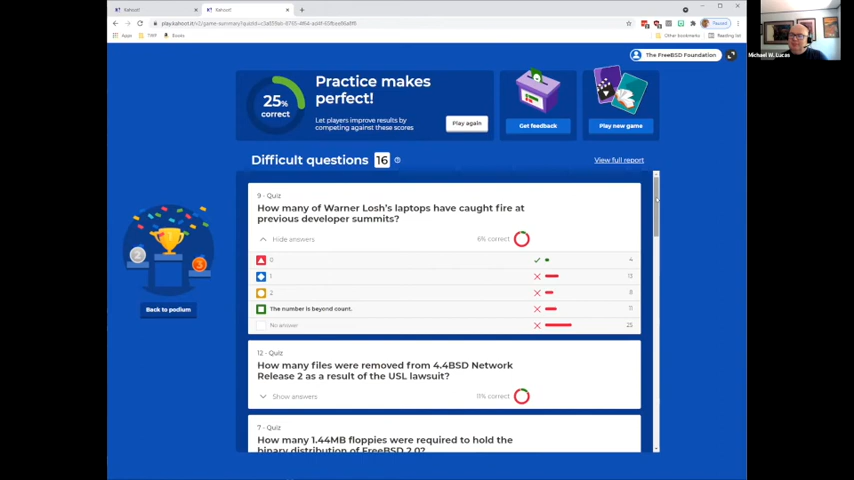 Kahoot!
Kahoot!
Paused
Apps
TWP
Books
Other bookmarks
Reading list
The FreeBSD Foundation
Michael W. Lucas
25%
correct
Practice makes
perfect!
Let players improve results by
competing against these scores
Play again
Get feedback
Play new game
Difficult questions 16
View full report
9 - Quiz
How many of Warner Losh's laptops have caught fire at
previous developer summits?
Hide answers
6% correct
0
4
1
13
2
8
The number is beyond count.
11
No answer
25
12 - Quiz
How many files were removed from 4.4BSD Network
Release 2 as a result of the USL lawsuit?
Show answers
11% correct
7 - Quiz
How many 1.44MB floppies were required to hold the
binary distribution of FreeBSD 2.0?
2
3
Back to podium